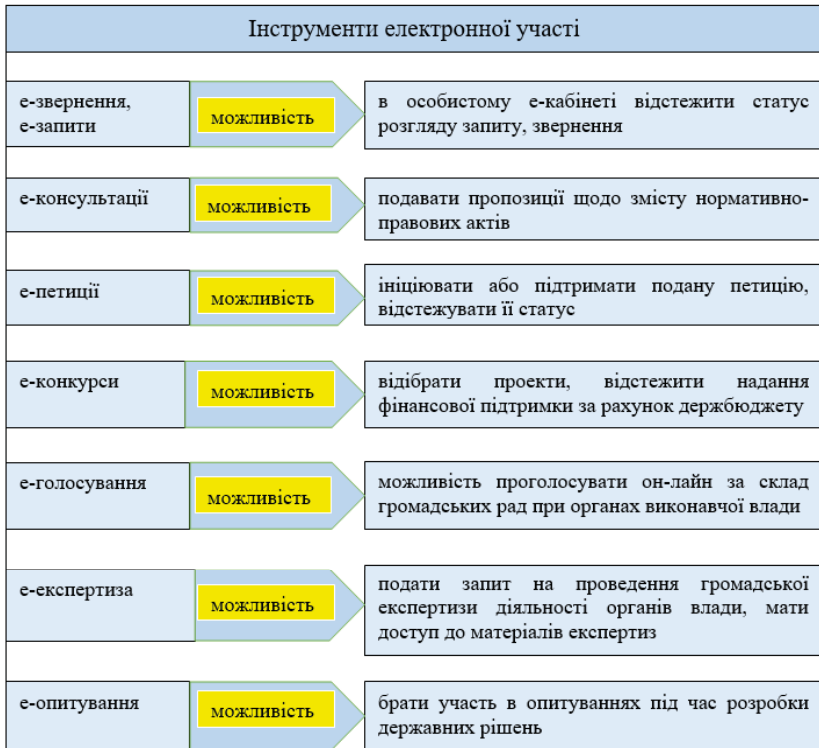 Інструменти електронної участі
е-звернення,
е-запити
можливість
в особистому е-кабінеті відстежити статус
розгляду запиту, звернення
е-консультації
можливість
подавати пропозиції щодо змісту нормативно-
правових актів
е-петиції
можливість
ініціювати або підтримати подану петицію,
відстежувати її статус
е-конкурси
можливість
відібрати проекти, відстежити надання
фінансової підтримки за рахунок держбюджету
е-голосування
можливість
можливість проголосувати он-лайн за склад
громадських рад при органах виконавчої влади
е-експертиза
можливість
подати запит на проведення громадської
експертизи діяльності органів влади, мати
доступ до матеріалів експертиз
е-опитування
можливість
брати участь в опитуваннях під час розробки
державних рішень